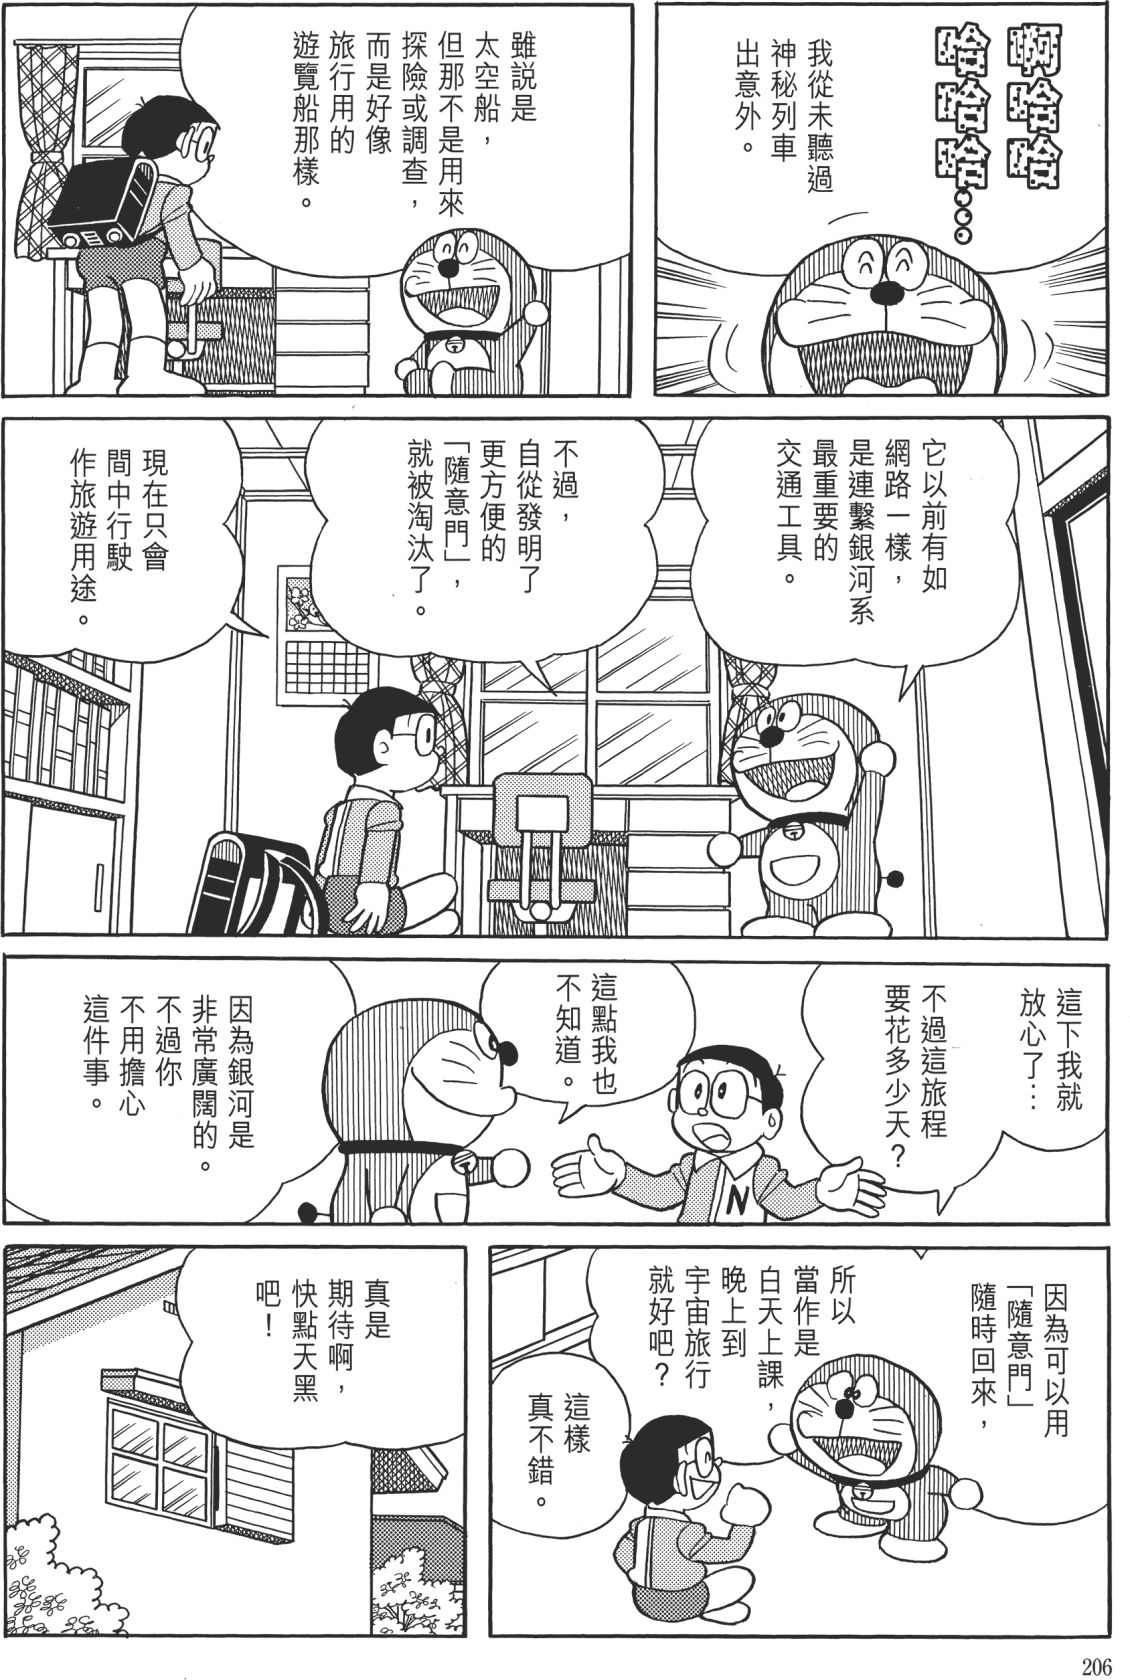 啊哈哈
哈哈哈…
我從未聽過
神秘列車
出意外。
雖説是
太空船，
但那不是用來
探險或調查，
而是好像
旅行用的
遊覽船那樣。
它以前有如
網路一樣，
是連繫銀河系
最重要的
交通工具。
不過，
自從發明了
更方便的
「隨意門」，
就被淘汰了。
現在只會
間中行駛
作旅遊用途。
這下我就
放心了…
不過這旅程
要花多少天？
這點我也
不知道。
因為銀河是
非常廣闊的。
不過你
不用擔心
這件事。
因為可以用
「隨意門」
隨時回來，
所以
當作是
白天上課，
晚上到
宇宙旅行
就好吧？
這樣
真不錯。
真是
期待啊，
快點天黑
吧！
N
206